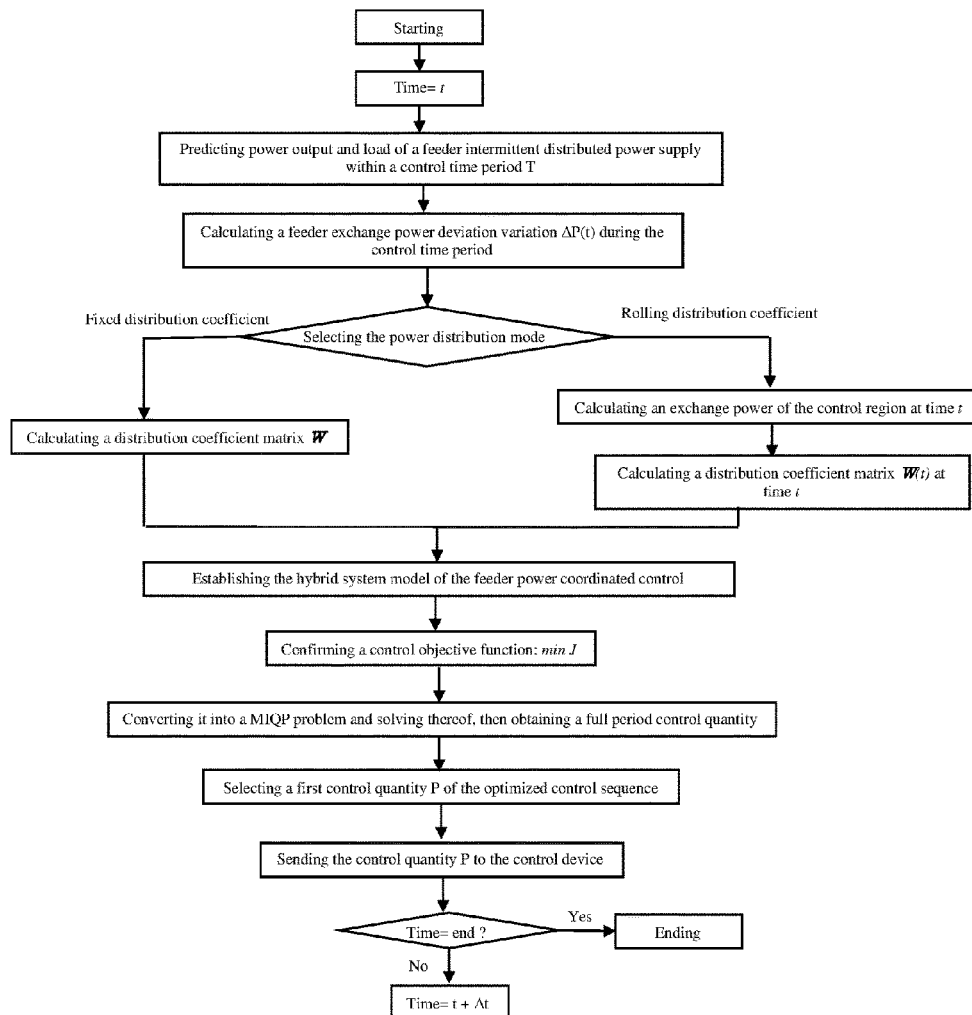 Starting
Time= t
Predicting power output and load of a feeder intermittent distributed power supply
within a control time period T
Calculating a feeder exchange power deviation variation ΔP(t) during the
control time period
Fixed distribution coefficient
Rolling distribution coefficient
Selecting the power distribution mode
Calculating an exchange power of the control region at time t
Calculating a distribution coefficient matrix W
Calculating a distribution coefficient matrix W(t) at
time t
Establishing the hybrid system model of the feeder power coordinated control
Confirming a control objective function: min J
Converting it into a MIQP problem and solving thereof, then obtaining a full period control quantity
Selecting a first control quantity P of the optimized control sequence
Sending the control quantity P to the control device
Time= end ?
Yes
Ending
No
Time= t + Δt